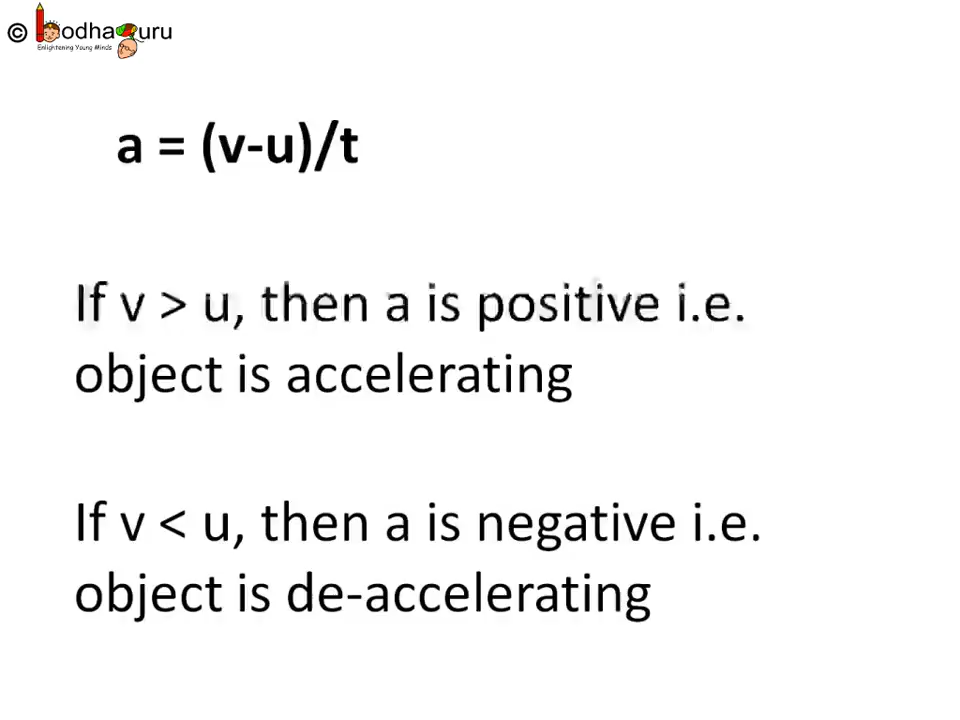 © BodhaGuru
Enlightening Young Minds
a = (v-u)/t
If v > u, then a is positive i.e.
object is accelerating
If v < u, then a is negative i.e.
object is de-accelerating